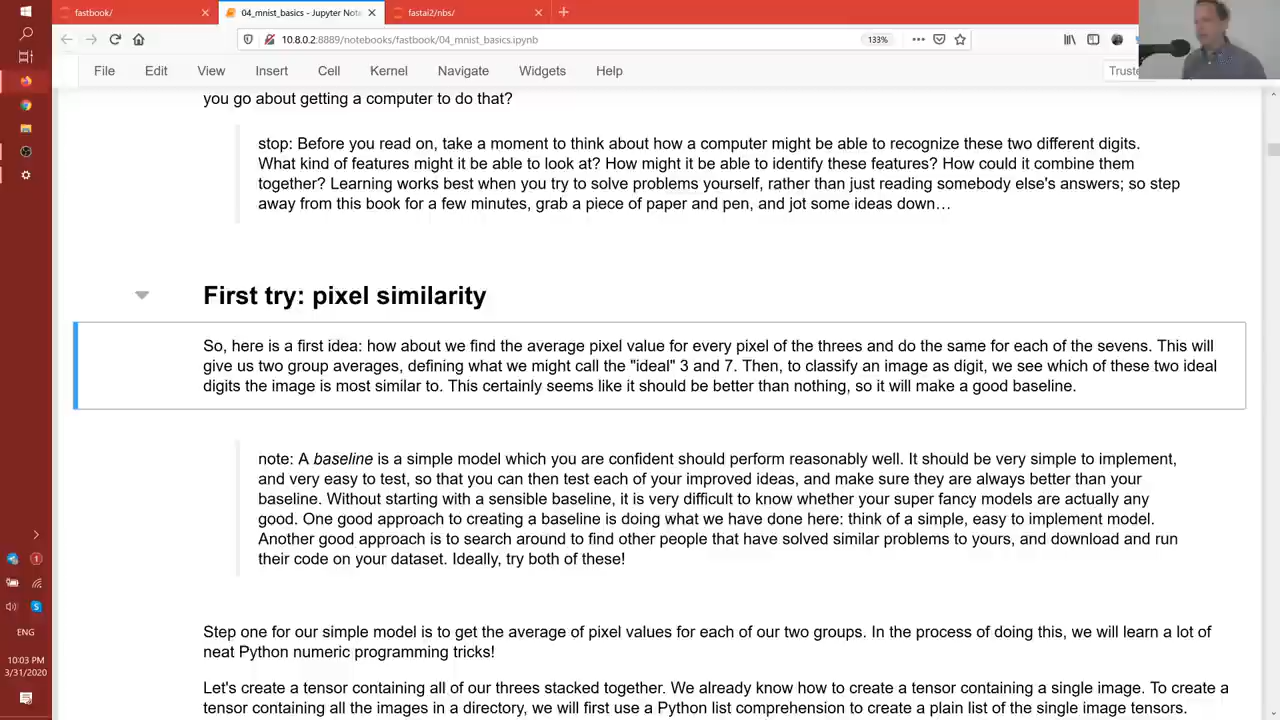 fastbook/
04_mnist_basics - Jupyter Not
fastai2/nbs/
10.8.0.2:8889/notebooks/fastbook/04_mnist_basics.ipynb
133%
File Edit View Insert Cell Kernel Navigate Widgets Help
Truste
you go about getting a computer to do that?
stop: Before you read on, take a moment to think about how a computer might be able to recognize these two different digits.
What kind of features might it be able to look at? How might it be able to identify these features? How could it combine them
together? Learning works best when you try to solve problems yourself, rather than just reading somebody else's answers; so step
away from this book for a few minutes, grab a piece of paper and pen, and jot some ideas down…
First try: pixel similarity
So, here is a first idea: how about we find the average pixel value for every pixel of the threes and do the same for each of the sevens. This will
give us two group averages, defining what we might call the "ideal" 3 and 7. Then, to classify an image as digit, we see which of these two ideal
digits the image is most similar to. This certainly seems like it should be better than nothing, so it will make a good baseline.
note: A baseline is a simple model which you are confident should perform reasonably well. It should be very simple to implement,
and very easy to test, so that you can then test each of your improved ideas, and make sure they are always better than your
baseline. Without starting with a sensible baseline, it is very difficult to know whether your super fancy models are actually any
good. One good approach to creating a baseline is doing what we have done here: think of a simple, easy to implement model.
Another good approach is to search around to find other people that have solved similar problems to yours, and download and run
their code on your dataset. Ideally, try both of these!
Step one for our simple model is to get the average of pixel values for each of our two groups. In the process of doing this, we will learn a lot of
neat Python numeric programming tricks!
Let's create a tensor containing all of our threes stacked together. We already know how to create a tensor containing a single image. To create a
tensor containing all the images in a directory, we will first use a Python list comprehension to create a plain list of the single image tensors.
ENG
10:03 PM
3/31/2020